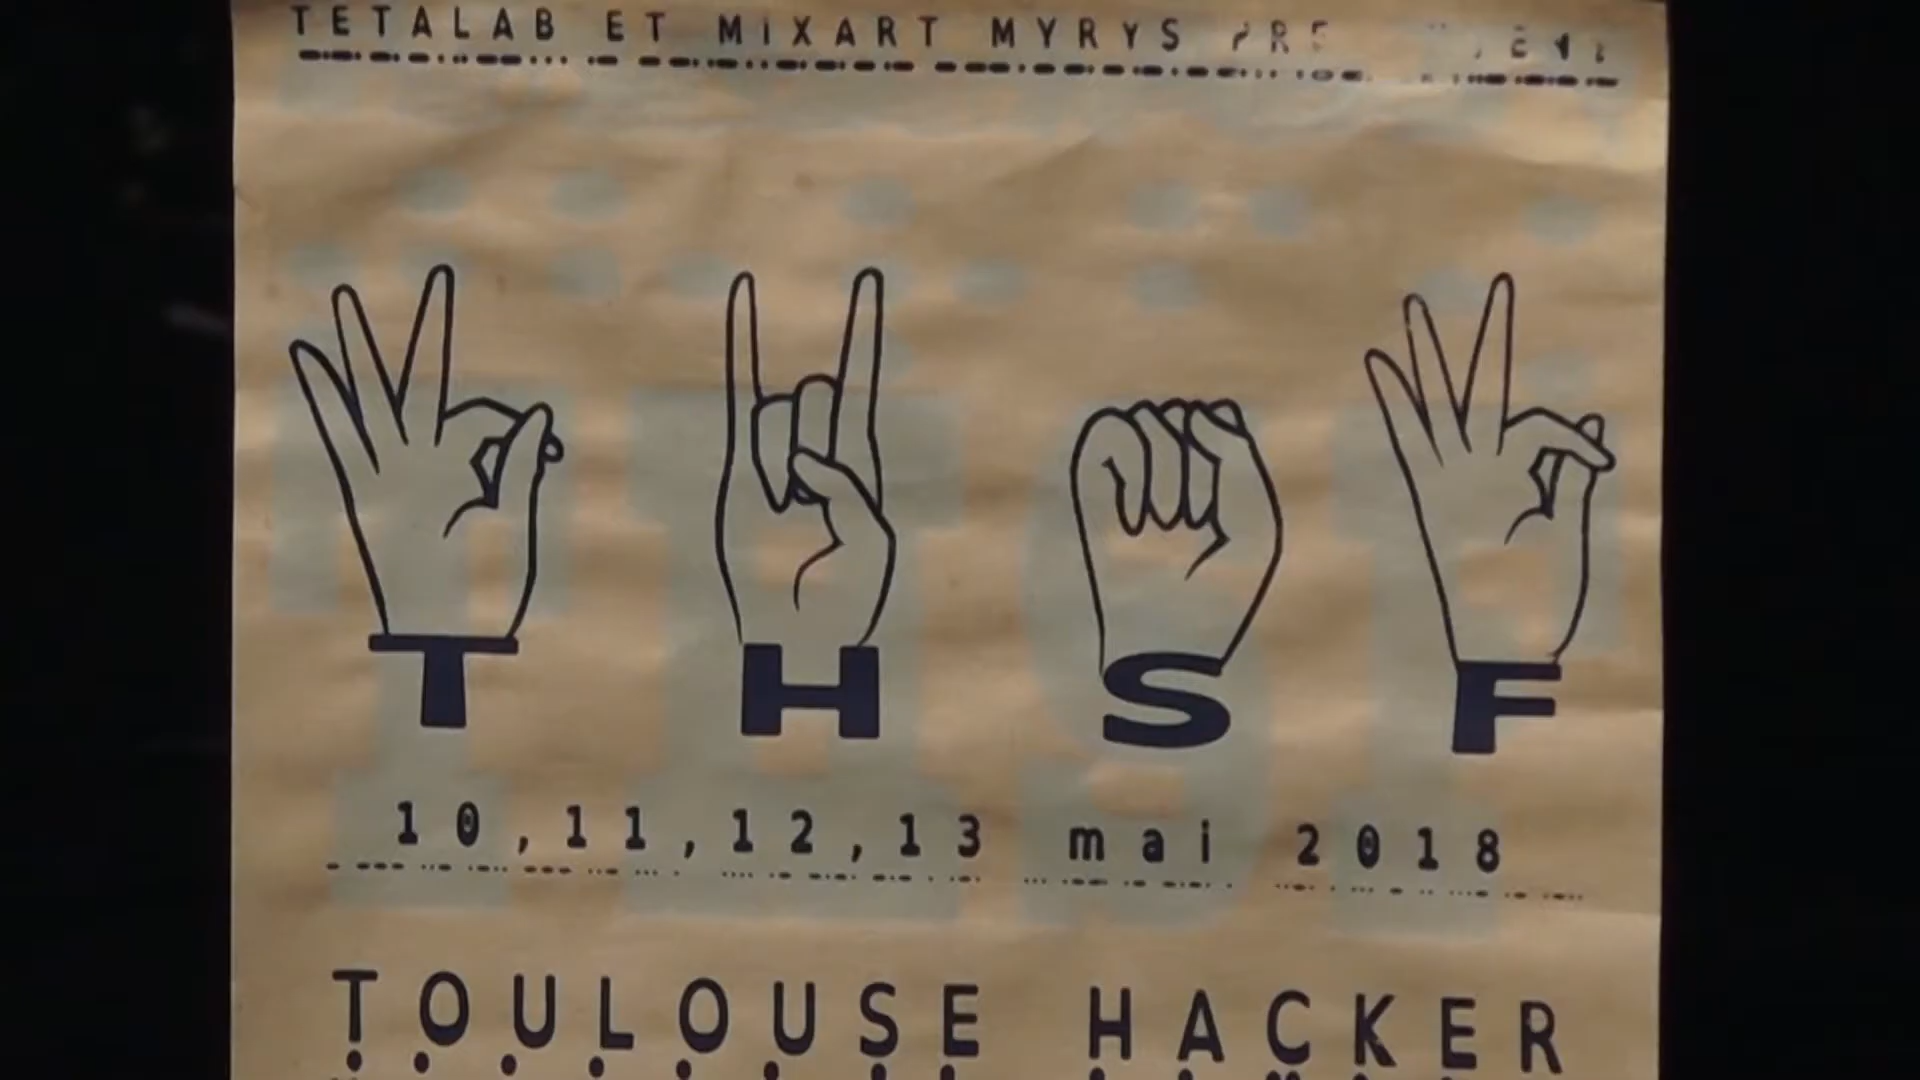 TETALAB ET MiXART MYRYS
T H S F
10,11,12,13 mai 2018
TOULOUSE HACKER